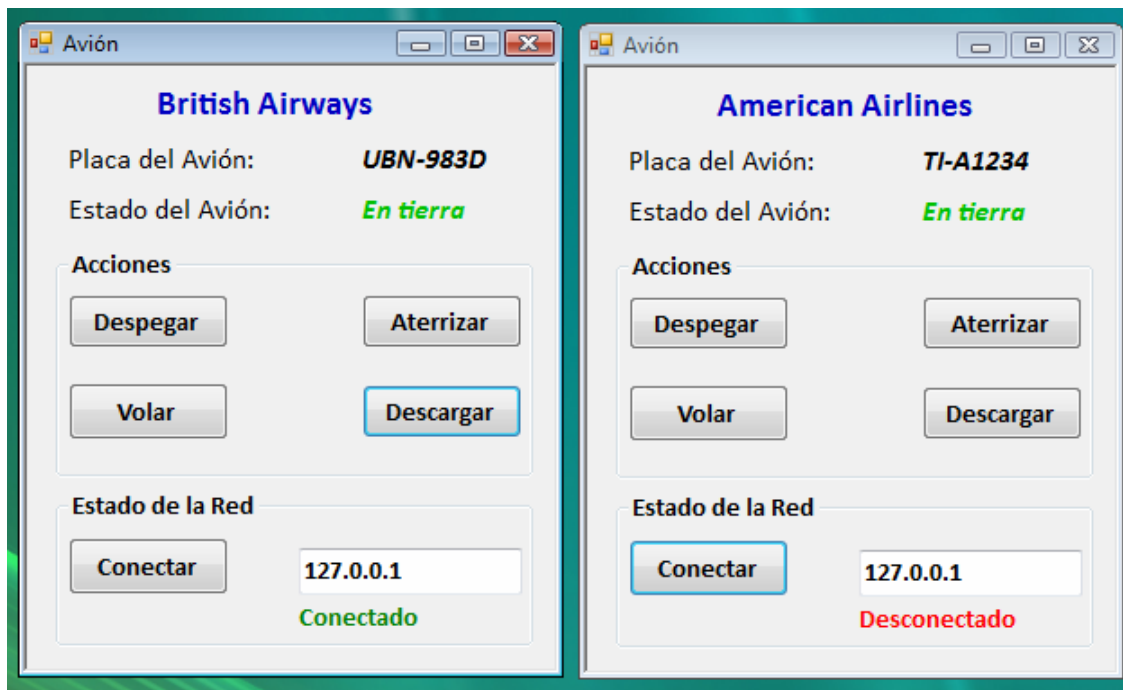 Avión
British Airways
Placa del Avión: UBN-983D
Estado del Avión: En tierra
Acciones
Despegar Aterrizar
Volar Descargar
Estado de la Red
Conectar 127.0.0.1
Conectado
Avión
American Airlines
Placa del Avión: TI-A1234
Estado del Avión: En tierra
Acciones
Despegar Aterrizar
Volar Descargar
Estado de la Red
Conectar 127.0.0.1
Desconectado